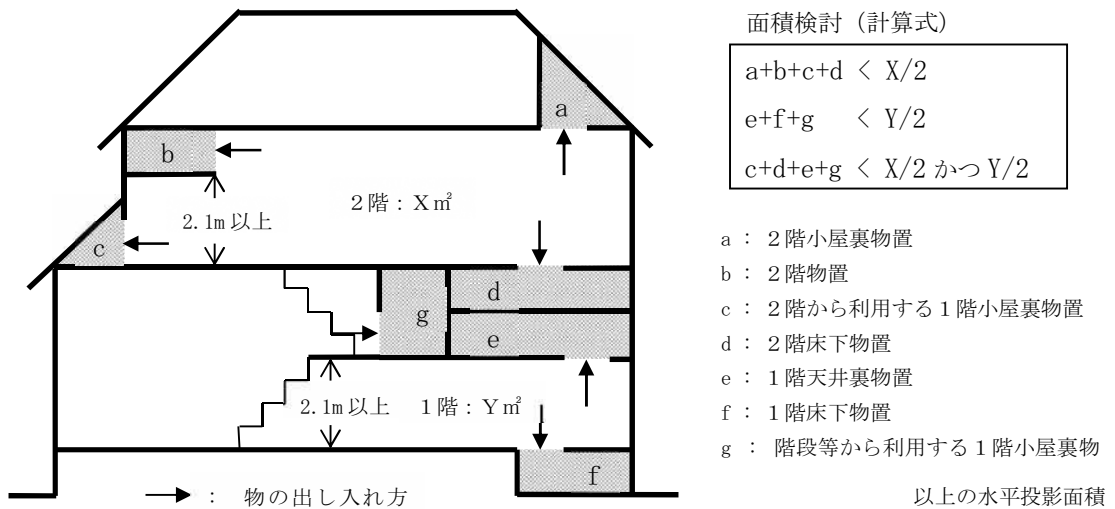 面積検討（計算式）
a+b+c+d < X/2
e+f+g < Y/2
c+d+e+g < X/2 かつ Y/2
a
b
2階：X㎡
2.1m以上
c
d
g
e
2.1m以上 1階：Y㎡
f
： 物の出し入れ方
a ： 2階小屋裏物置
b ： 2階物置
c ： 2階から利用する1階小屋裏物置
d ： 2階床下物置
e ： 1階天井裏物置
f ： 1階床下物置
g ： 階段等から利用する1階小屋裏物
以上の水平投影面積